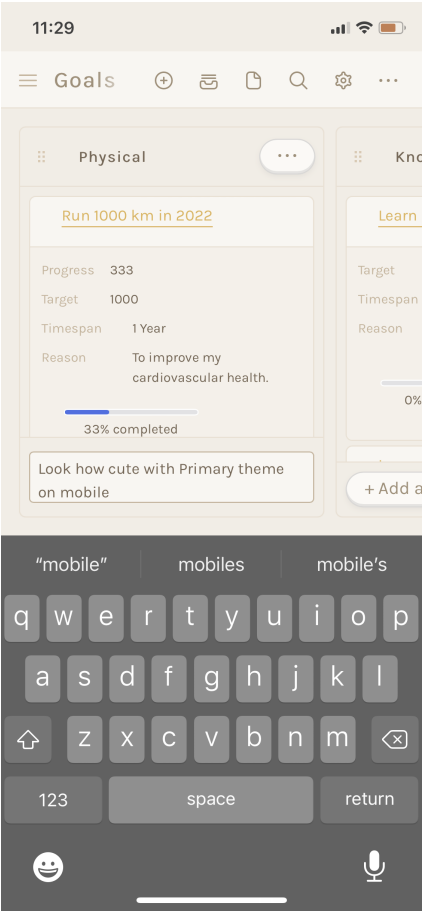 11:29
Goals
Physical
Run 1000 km in 2022
Progress 333
Target 1000
Timespan 1 Year
Reason To improve my
cardiovascular health.
33% completed
Look how cute with Primary theme
on mobile
Kno
Learn
Target
Timespan
Reason
0%
+ Add a
“mobile” mobiles mobile’s
q w e r t y u i o p
a s d f g h j k l
z x c v b n m
123 space return